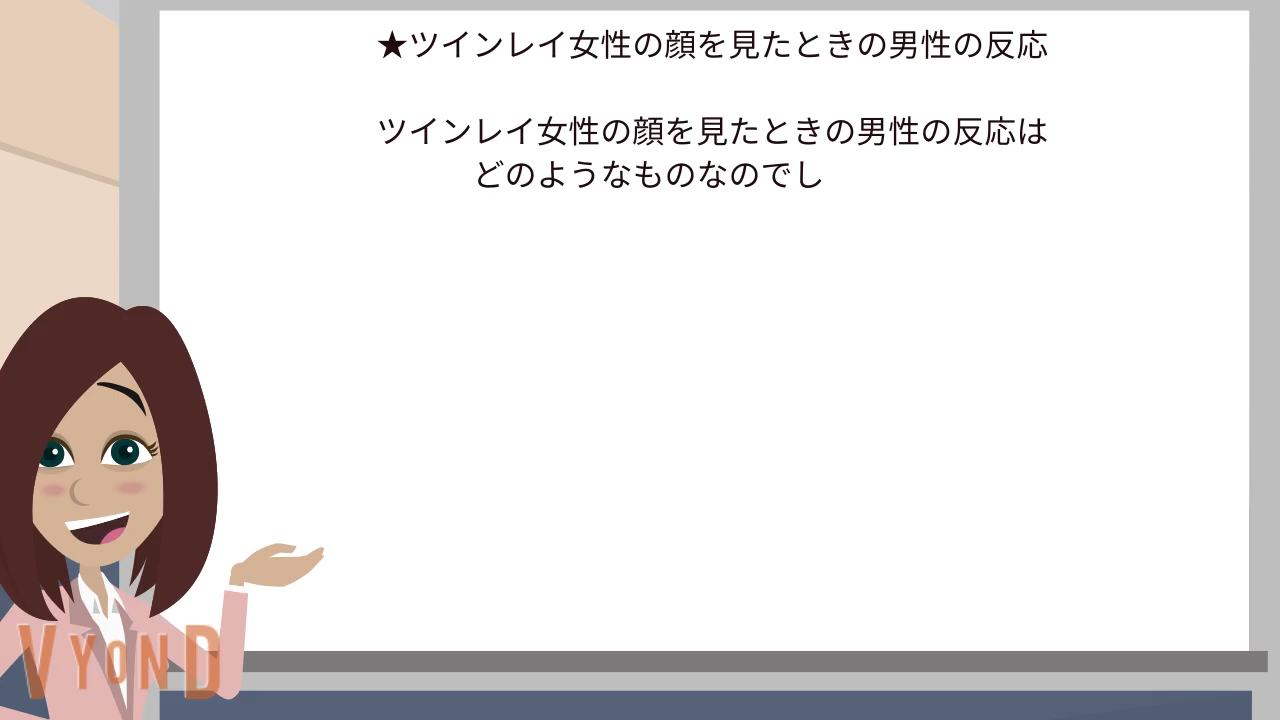 ★ツインレイ女性の顔を見たときの男性の反応
ツインレイ女性の顔を見たときの男性の反応は
どのようなものなのでし
VYOND